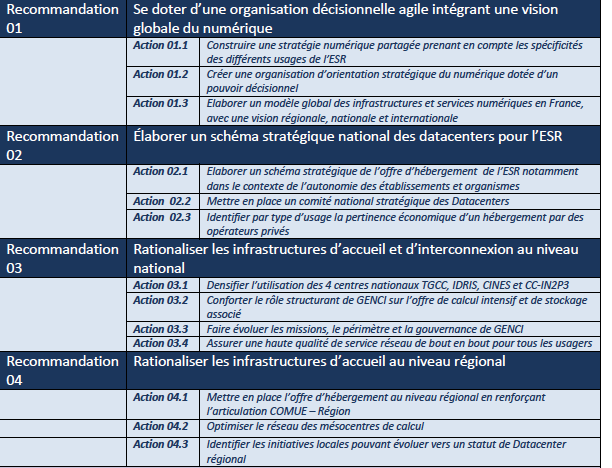 Recommandation Se doter d'une organisation décisionnelle agile intégrant une vision
01 globale du numérique
Action 01.1 Construire une stratégie numérique partagée prenant en compte les spécificités
des différents usages de l'ESR
Action 01.2 Créer une organisation d'orientation stratégique du numérique dotée d'un
pouvoir décisionnel
Action 01.3 Elaborer un modèle global des infrastructures et services numériques en France,
avec une vision régionale, nationale et internationale
Recommandation Élaborer un schéma stratégique national des datacenters pour l'ESR
02
Action 02.1 Elaborer un schéma stratégique de l'offre d'hébergement de l'ESR notamment
dans le contexte de l'autonomie des établissements et organismes
Action 02.2 Mettre en place un comité national stratégique des Datacenters
Action 02.3 Identifier par type d'usage la pertinence économique d'un hébergement par des
opérateurs privés
Recommandation Rationaliser les infrastructures d'accueil et d'interconnexion au niveau
03 national
Action 03.1 Densifier l'utilisation des 4 centres nationaux TGCC, IDRIS, CINES et CC-IN2P3
Action 03.2 Conforter le rôle structurant de GENCI sur l'offre de calcul intensif et de stockage
associé
Action 03.3 Faire évoluer les missions, le périmètre et la gouvernance de GENCI
Action 03.4 Assurer une haute qualité de service réseau de bout en bout pour tous les usagers
Recommandation Rationaliser les infrastructures d'accueil au niveau régional
04
Action 04.1 Mettre en place l'offre d'hébergement au niveau régional en renforçant
l'articulation COMUE – Région
Action 04.2 Optimiser le réseau des mésocentres de calcul
Action 04.3 Identifier les initiatives locales pouvant évoluer vers un statut de Datacenter
régional